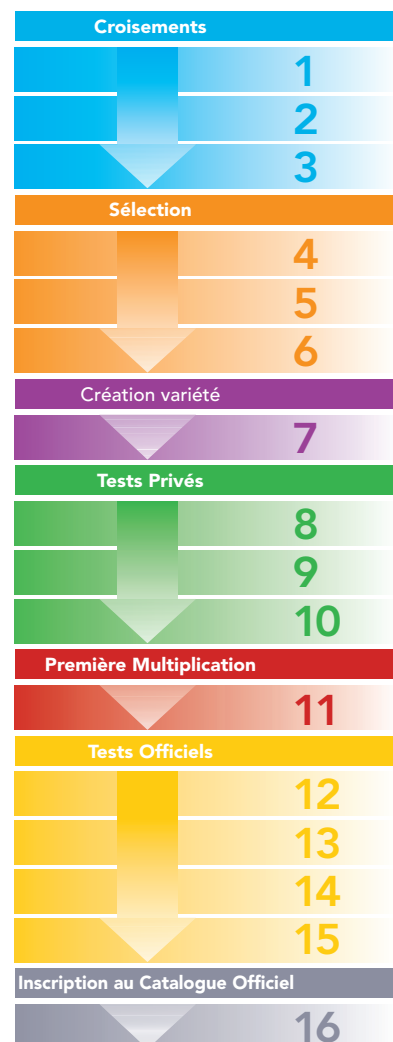 Croisements
1
2
3
Sélection
4
5
6
Création variété
7
Tests Privés
8
9
10
Première Multiplication
11
Tests Officiels
12
13
14
15
Inscription au Catalogue Officiel
16